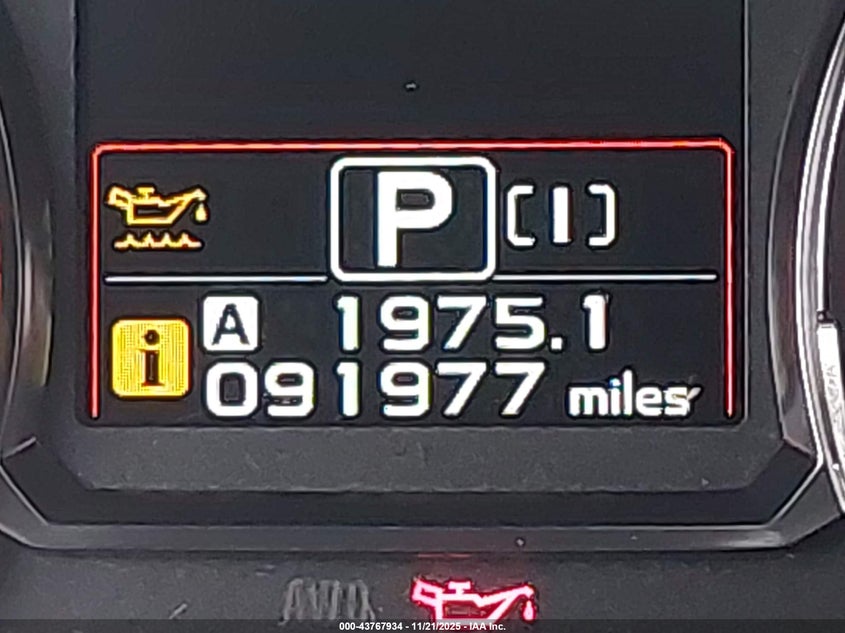 P [1]
i A 1975.1
091977 miles
000-43767934 - 11/21/2025 - IAA Inc.